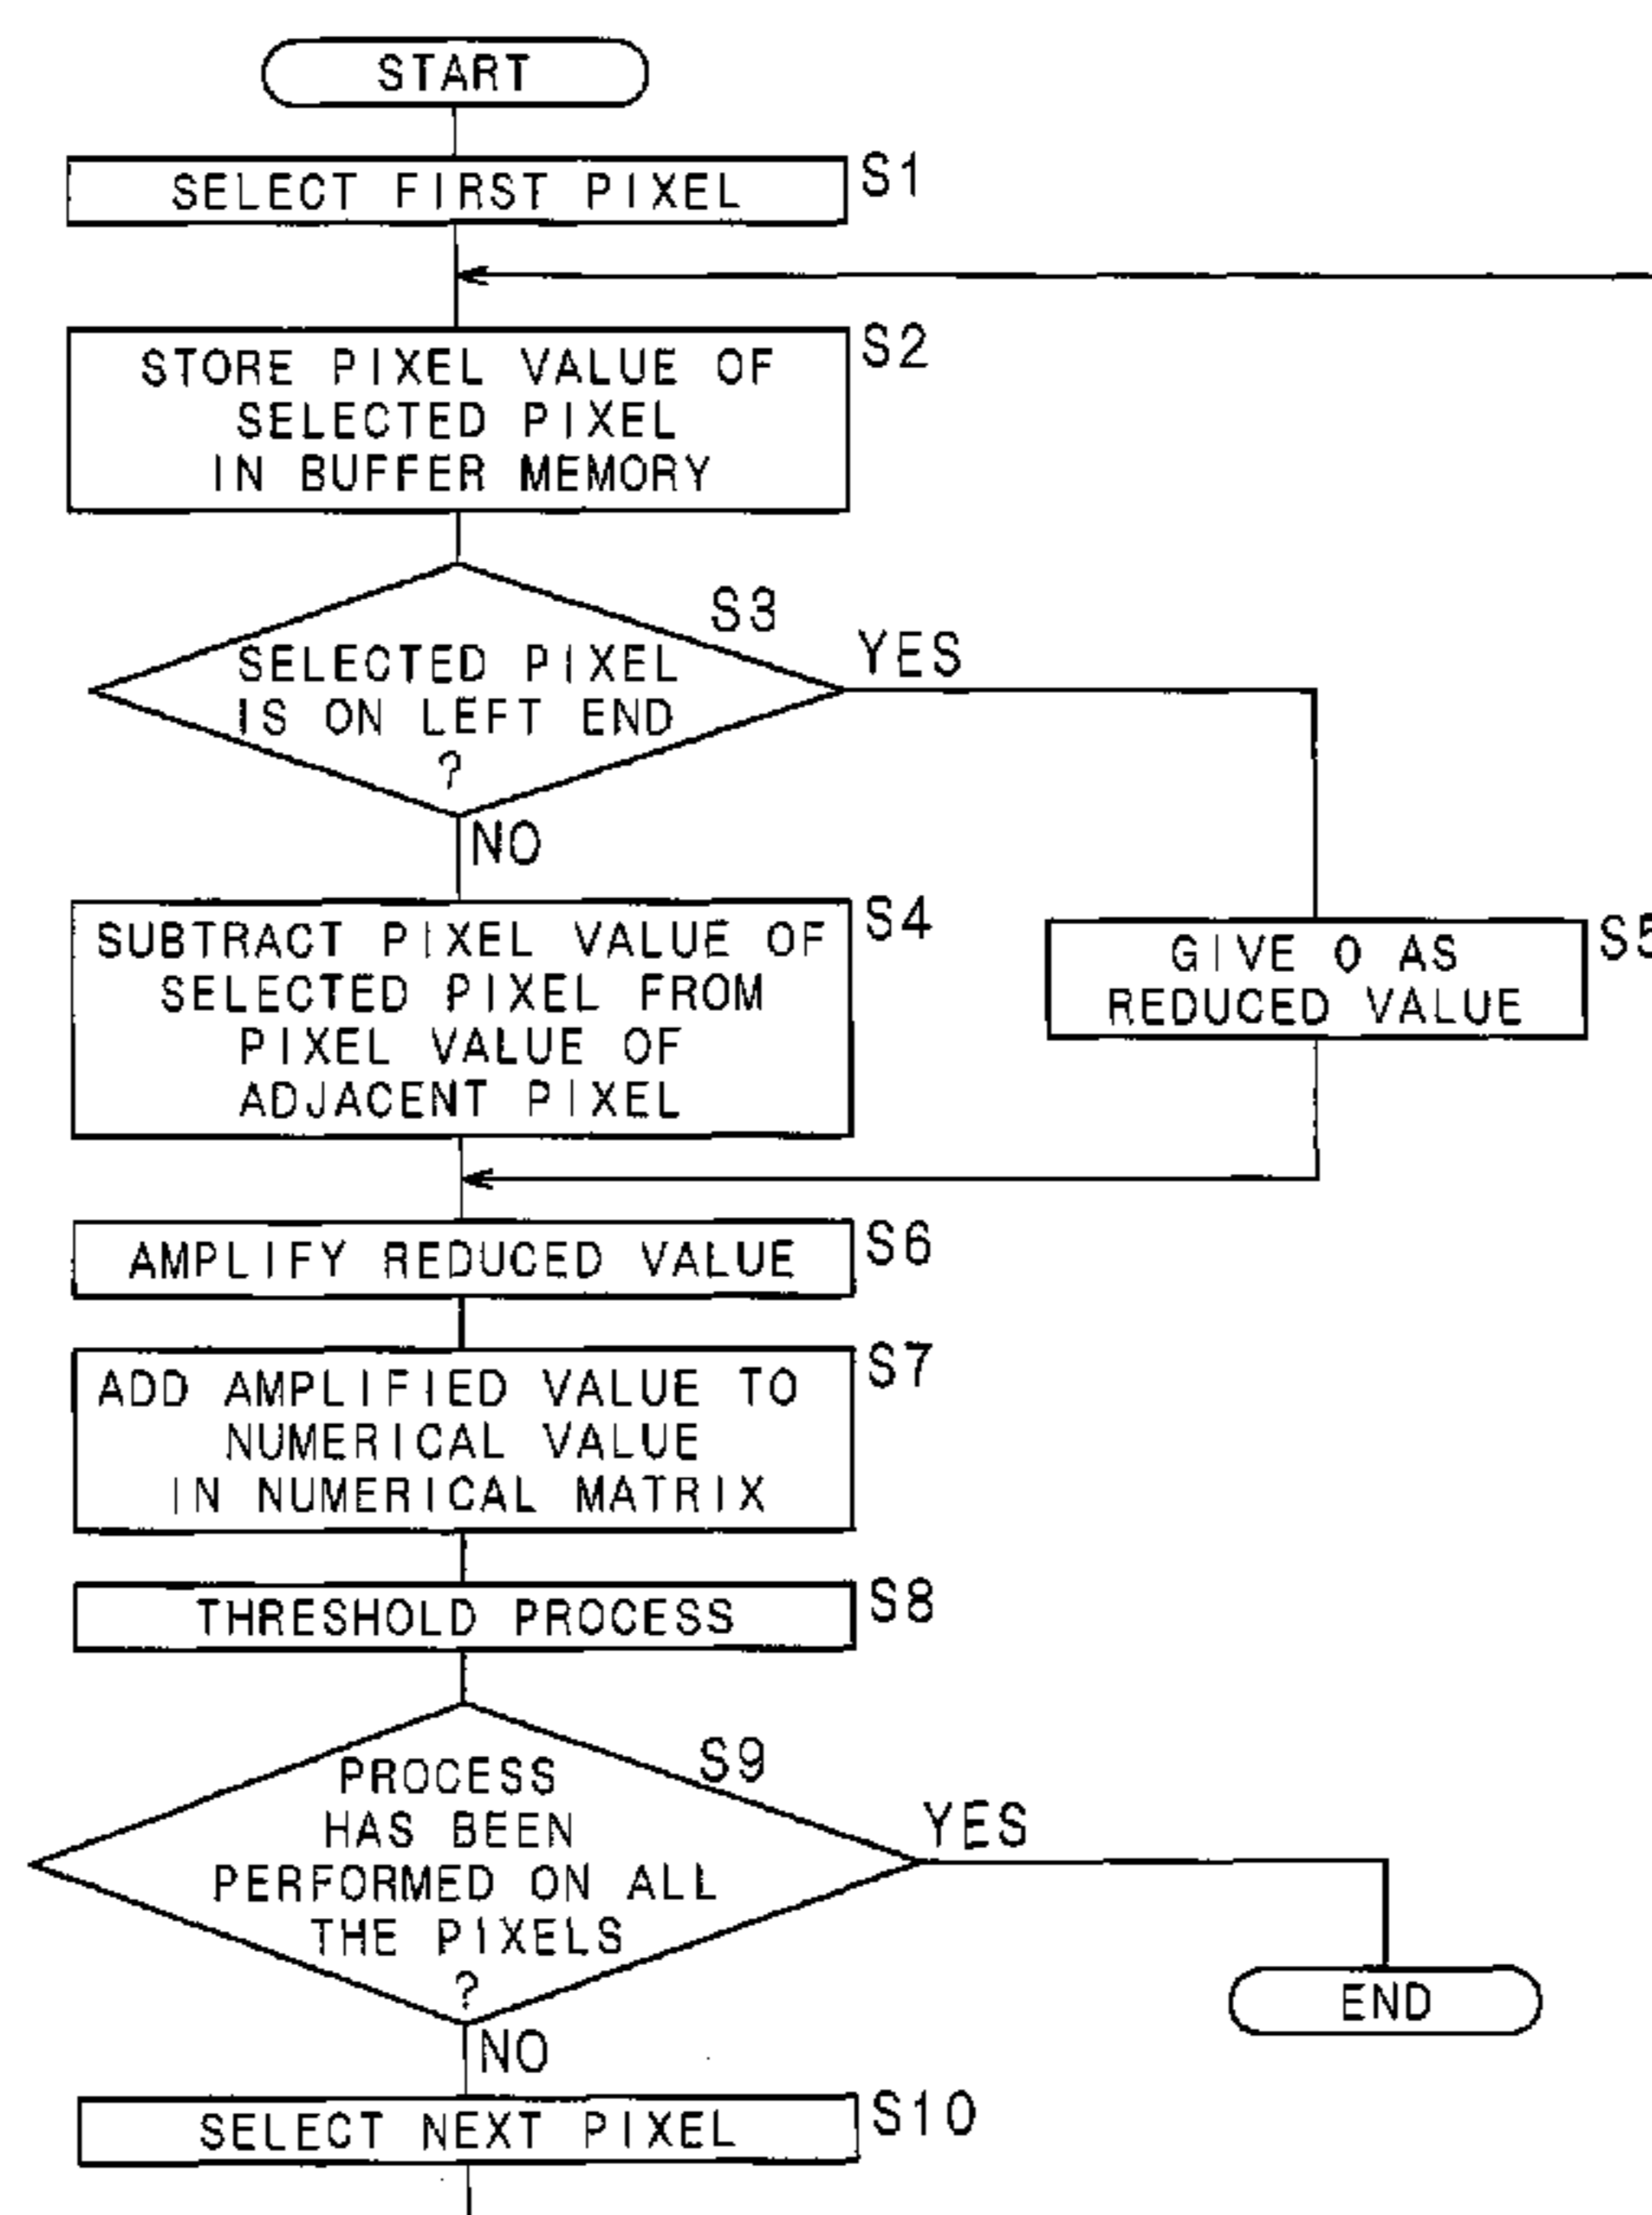 START
SELECT FIRST PIXEL
S1
STORE PIXEL VALUE OF
SELECTED PIXEL
IN BUFFER MEMORY
S2
S3
SELECTED PIXEL
IS ON LEFT END
?
YES
NO
SUBTRACT PIXEL VALUE OF
SELECTED PIXEL FROM
PIXEL VALUE OF
ADJACENT PIXEL
S4
GIVE 0 AS
REDUCED VALUE
S5
AMPLIFY REDUCED VALUE
S6
ADD AMPLIFIED VALUE TO
NUMERICAL VALUE
IN NUMERICAL MATRIX
S7
THRESHOLD PROCESS
S8
S9
PROCESS
HAS BEEN
PERFORMED ON ALL
THE PIXELS
?
YES
END
NO
SELECT NEXT PIXEL
S10